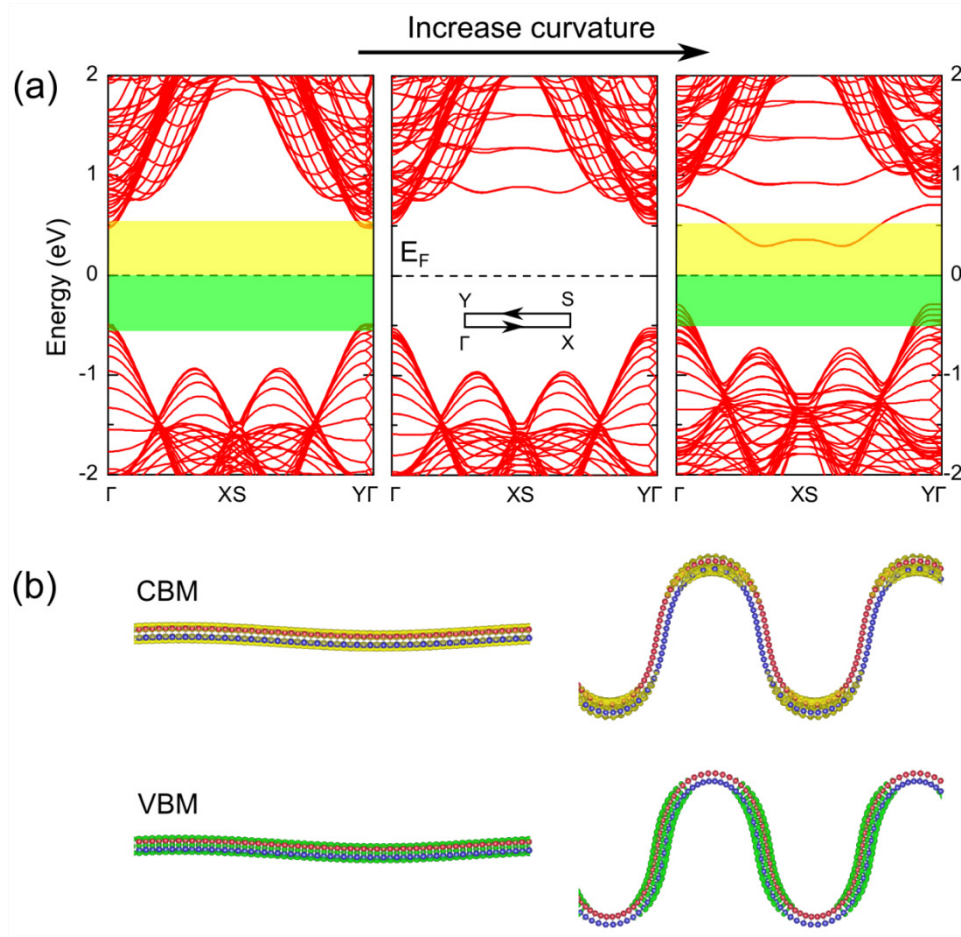 Increase curvature
(a)
2
1
0
-1
-2
Energy (eV)
E_F
Y S
Γ X
2
1
0
-1
-2
Γ XS YΓ
Γ XS YΓ
Γ XS YΓ
(b)
CBM
VBM